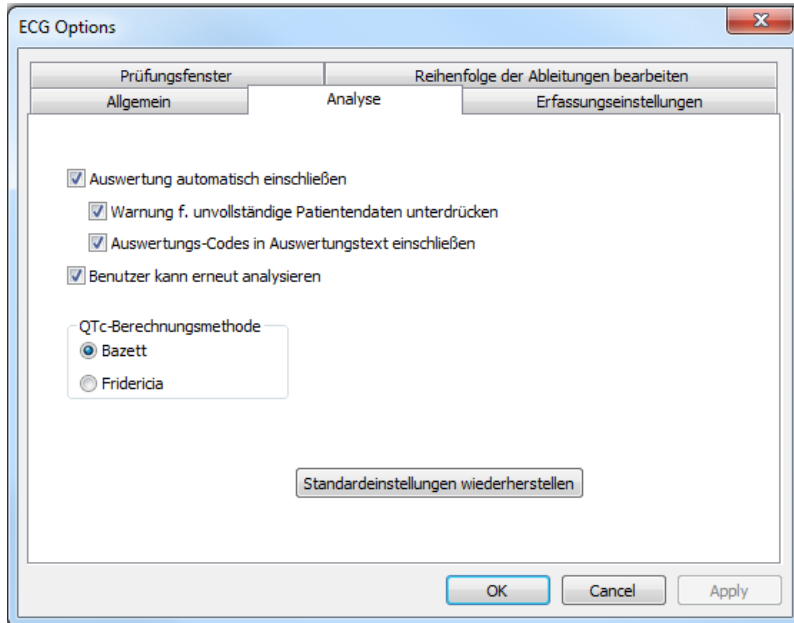 ECG Options
Prüfungsfenster
Reihenfolge der Ableitungen bearbeiten
Allgemein
Analyse
Erfassungseinstellungen
Auswertung automatisch einschließen
Warnung f. unvollständige Patientendaten unterdrücken
Auswertungs-Codes in Auswertungstext einschließen
Benutzer kann erneut analysieren
QTc-Berechnungsmethode
Bazett
Fridericia
Standardeinstellungen wiederherstellen
OK
Cancel
Apply